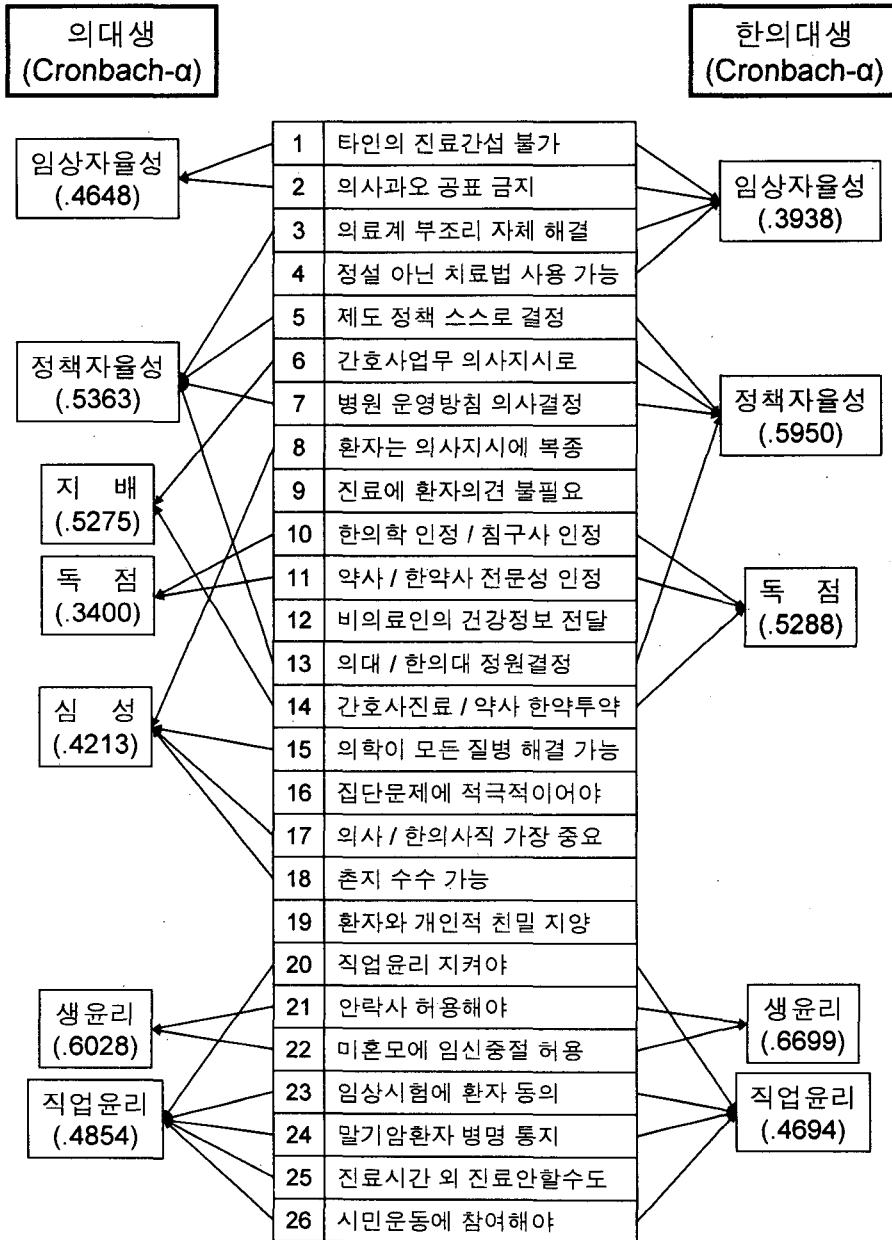 의대생
(Cronbach-α)
한의대생
(Cronbach-α)
임상자율성
(.4648)
정책자율성
(.5363)
지 배
(.5275)
독 점
(.3400)
심 성
(.4213)
생윤리
(.6028)
직업윤리
(.4854)
1 타인의 진료간섭 불가
2 의사과오 공표 금지
3 의료계 부조리 자체 해결
4 정설 아닌 치료법 사용 가능
5 제도 정책 스스로 결정
6 간호사업무 의사지시로
7 병원 운영방침 의사결정
8 환자는 의사지시에 복종
9 진료에 환자의견 불필요
10 한의학 인정 / 침구사 인정
11 약사 / 한약사 전문성 인정
12 비의료인의 건강정보 전달
13 의대 / 한의대 정원결정
14 간호사진료 / 약사 한약투약
15 의학이 모든 질병 해결 가능
16 집단문제에 적극적이어야
17 의사 / 한의사직 가장 중요
18 촌지 수수 가능
19 환자와 개인적 친밀 지양
20 직업윤리 지켜야
21 안락사 허용해야
22 미혼모에 임신중절 허용
23 임상시험에 환자 동의
24 말기암환자 병명 통지
25 진료시간 외 진료안할수도
26 시민운동에 참여해야
임상자율성
(.3938)
정책자율성
(.5950)
독 점
(.5288)
생윤리
(.6699)
직업윤리
(.4694)